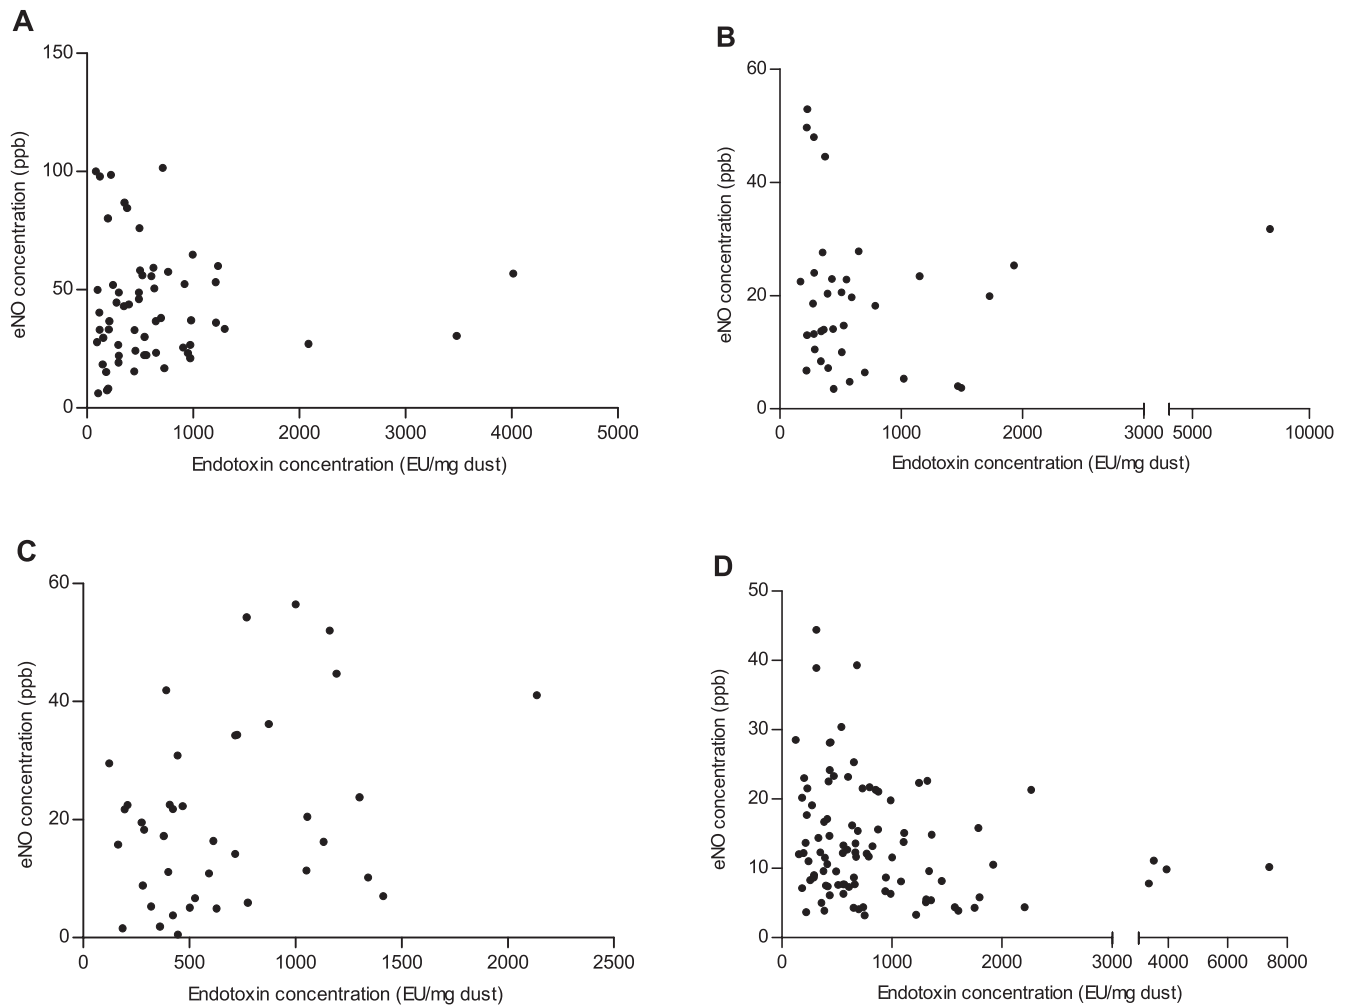 A
150
100
50
0
eNO concentration (ppb)
0 1000 2000 3000 4000 5000
Endotoxin concentration (EU/mg dust)
B
60
40
20
0
eNO concentration (ppb)
0 1000 2000 3000 5000 10000
Endotoxin concentration (EU/mg dust)
C
60
40
20
0
eNO concentration (ppb)
0 500 1000 1500 2000 2500
Endotoxin concentration (EU/mg dust)
D
50
40
30
20
10
0
eNO concentration (ppb)
0 1000 2000 3000 4000 6000 8000
Endotoxin concentration (EU/mg dust)